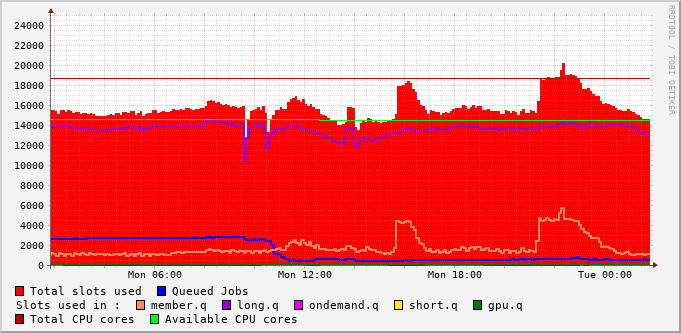 24000
22000
20000
18000
16000
14000
12000
10000
8000
6000
4000
2000
0
Mon 06:00 Mon 12:00 Mon 18:00 Tue 00:00
RRDTOOL / TOBI OETIKER
Total slots used Queued Jobs
Slots used in : member.q long.q ondemand.q short.q gpu.q
Total CPU cores Available CPU cores